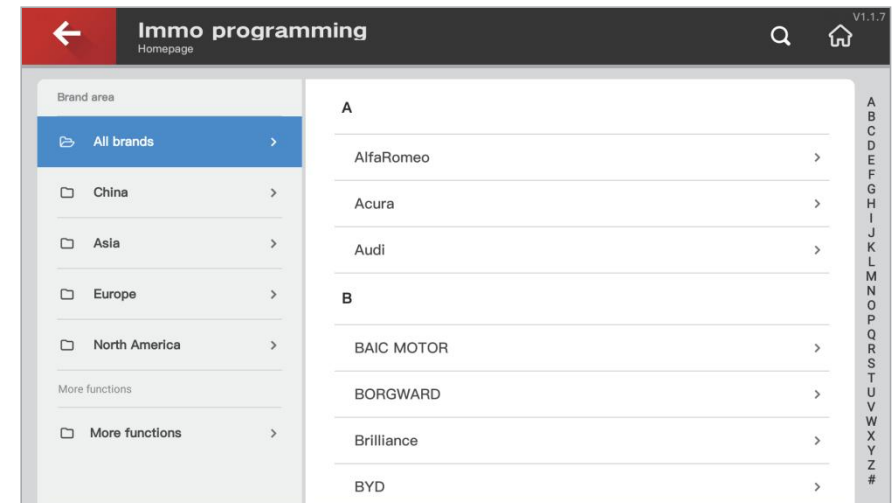 Immo programming
Homepage
V1.1.7
Brand area
All brands
China
Asia
Europe
North America
More functions
More functions
A
AlfaRomeo
Acura
Audi
B
BAIC MOTOR
BORGWARD
Brilliance
BYD
A
B
C
D
E
F
G
H
I
J
K
L
M
N
O
P
Q
R
S
T
U
V
W
X
Y
Z
#